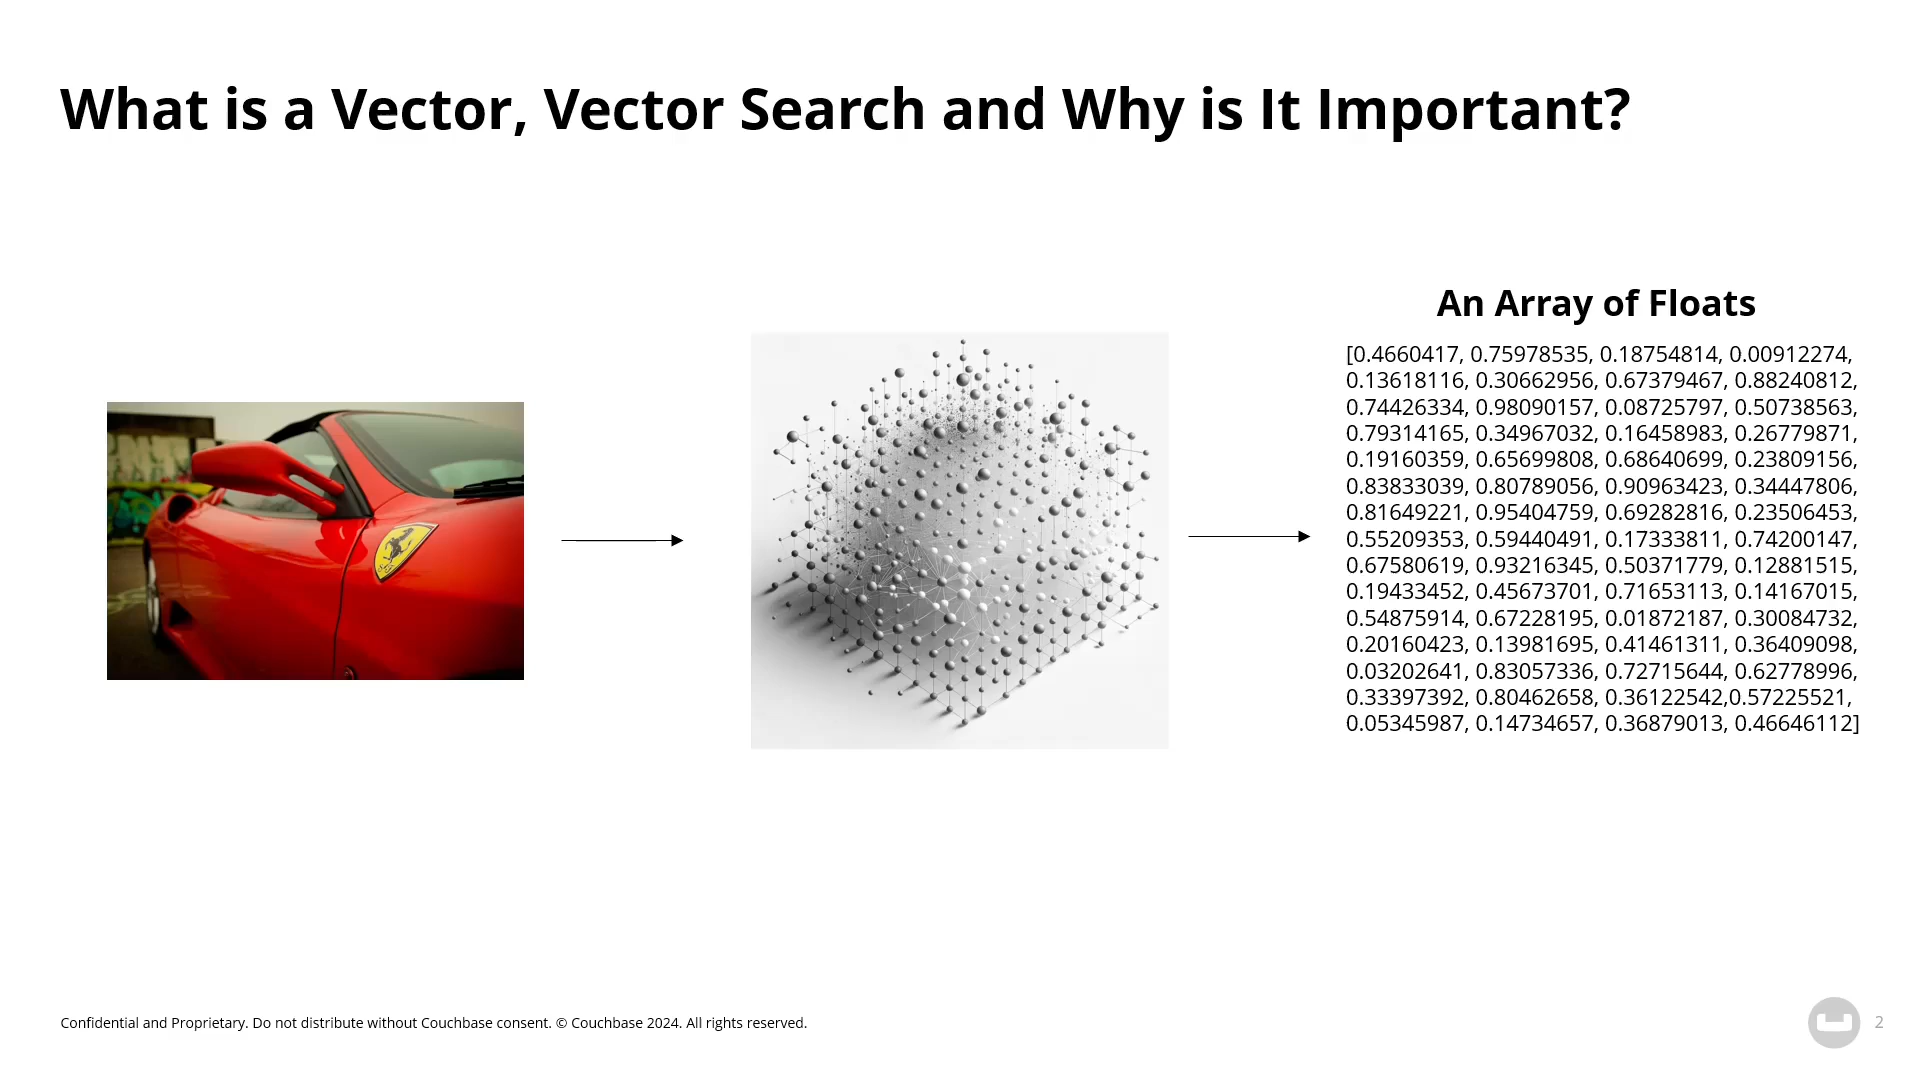 What is a Vector, Vector Search and Why is It Important?
An Array of Floats
[0.4660417, 0.75978535, 0.18754814, 0.00912274,
0.13618116, 0.30662956, 0.67379467, 0.88240812,
0.74426334, 0.98090157, 0.08725797, 0.50738563,
0.79314165, 0.34967032, 0.16458983, 0.26779871,
0.19160359, 0.65699808, 0.68640699, 0.23809156,
0.83833039, 0.80789056, 0.90963423, 0.34447806,
0.81649221, 0.95404759, 0.69282816, 0.23506453,
0.55209353, 0.59440491, 0.17333811, 0.74200147,
0.67580619, 0.93216345, 0.50371779, 0.12881515,
0.19433452, 0.45673701, 0.71653113, 0.14167015,
0.54875914, 0.67228195, 0.01872187, 0.30084732,
0.20160423, 0.13981695, 0.41461311, 0.36409098,
0.03202641, 0.83057336, 0.72715644, 0.62778996,
0.33397392, 0.80462658, 0.36122542,0.57225521,
0.05345987, 0.14734657, 0.36879013, 0.46646112]
Confidential and Proprietary. Do not distribute without Couchbase consent. © Couchbase 2024. All rights reserved.
2